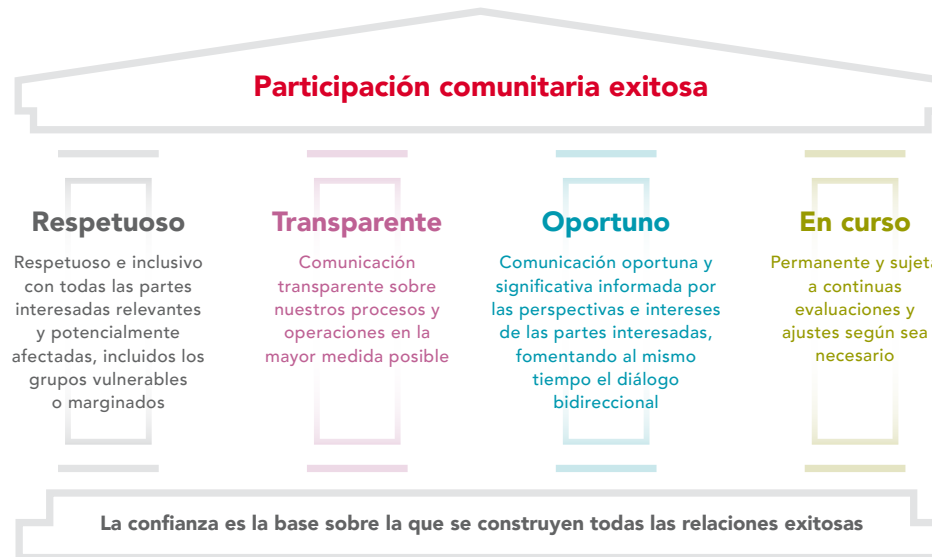 Participación comunitaria exitosa
Respetuoso
Respetuoso e inclusivo
con todas las partes
interesadas relevantes
y potencialmente
afectadas, incluidos los
grupos vulnerables
o marginados
Transparente
Comunicación
transparente sobre
nuestros procesos y
operaciones en la
mayor medida posible
Oportuno
Comunicación oportuna y
significativa informada por
las perspectivas e intereses
de las partes interesadas,
fomentando al mismo
tiempo el diálogo
bidireccional
En curso
Permanente y sujeta
a continuas
evaluaciones y
ajustes según sea
necesario
La confianza es la base sobre la que se construyen todas las relaciones exitosas